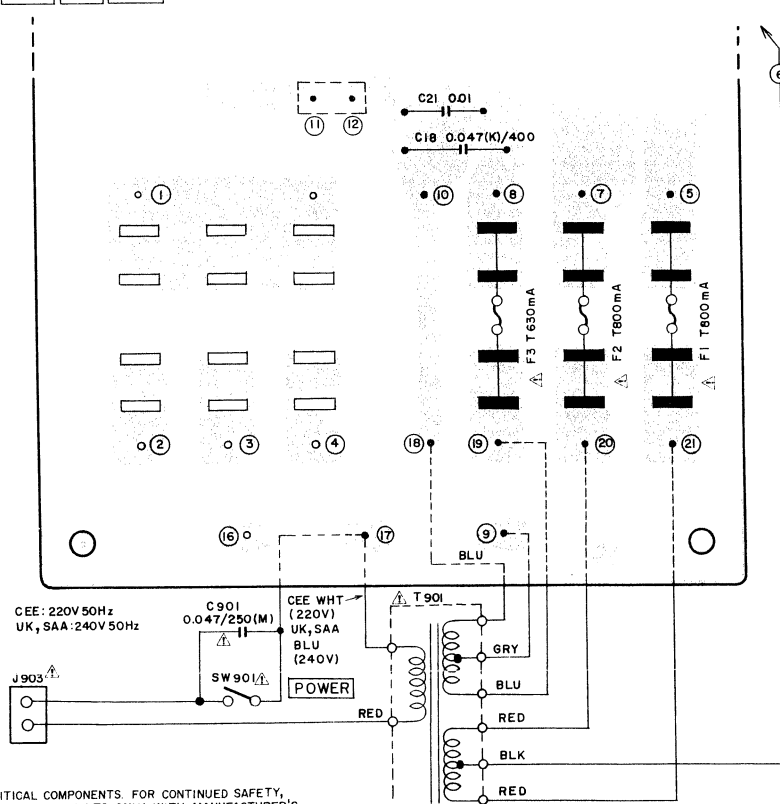 C21 0.01
⑪ ⑫
C18 0.047(K)/400
① ⑩ ⑧ ⑦ ⑤
F3 T630mA
F2 T800mA
F1 T800mA
② ③ ④ ⑱ ⑲ ⑳ ㉑
⑯ ⑰ ⑨
BLU
CEE: 220V 50Hz
UK, SAA: 240V 50Hz
C901
0.047/250(M)
CEE WHT
(220V)
UK, SAA
BLU
(240V)
T901
GRY
J903
SW901
POWER
BLU
RED
RED
BLK
RED
ITICAL COMPONENTS. FOR CONTINUED SAFETY,